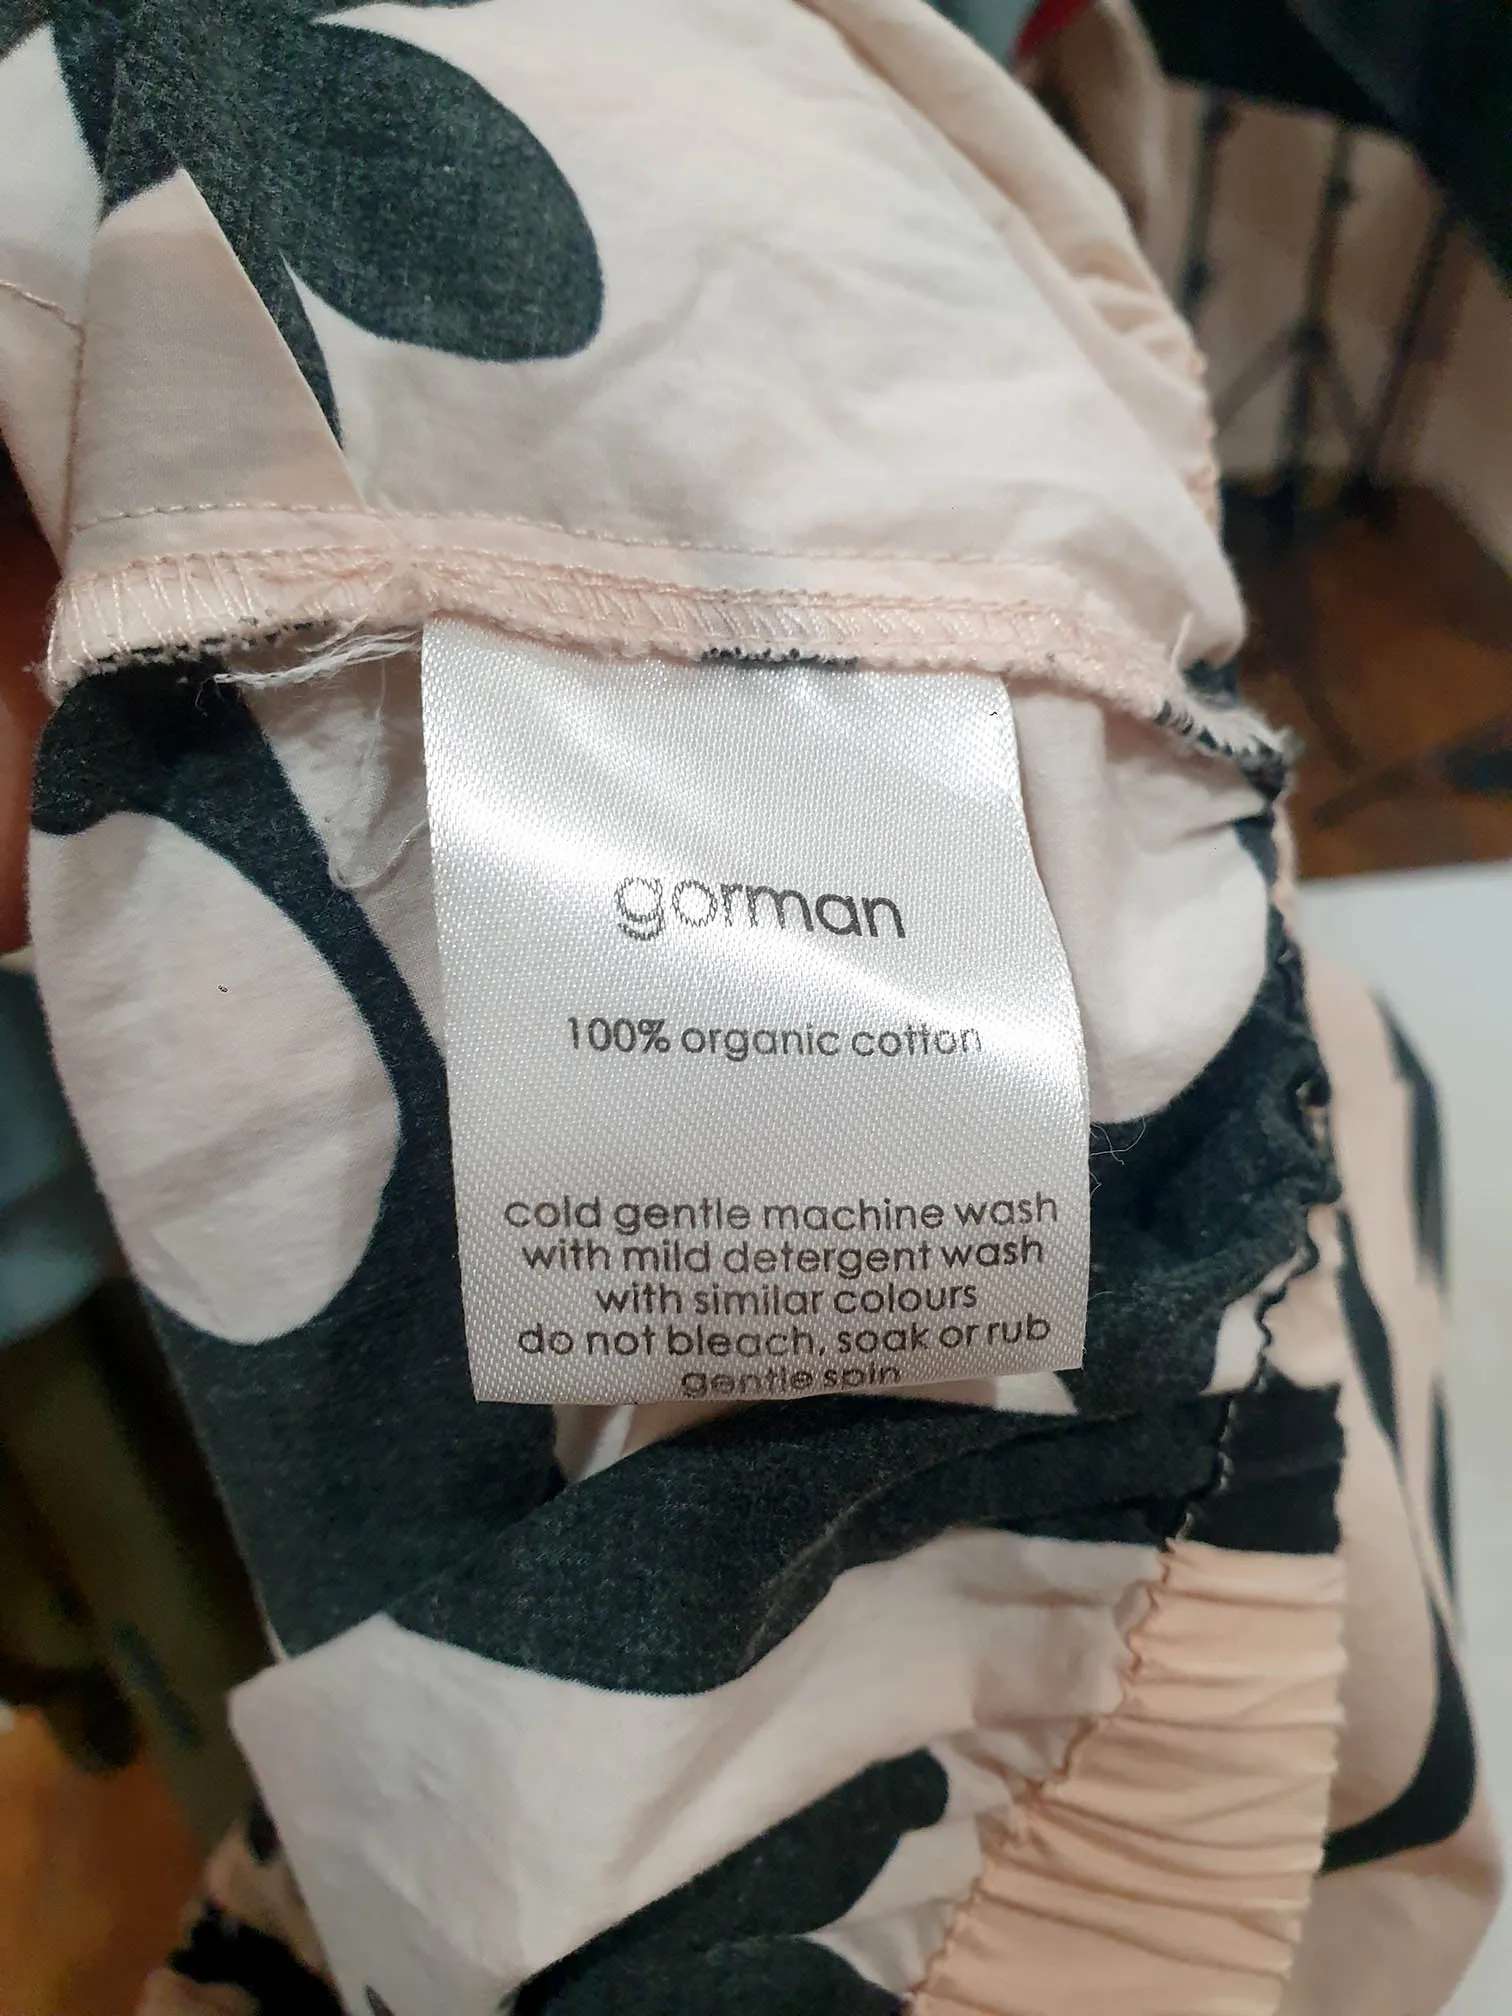 gorman
100% organic cotton
cold gentle machine wash
with mild detergent wash
with similar colours
do not bleach, soak or rub
gentle spin